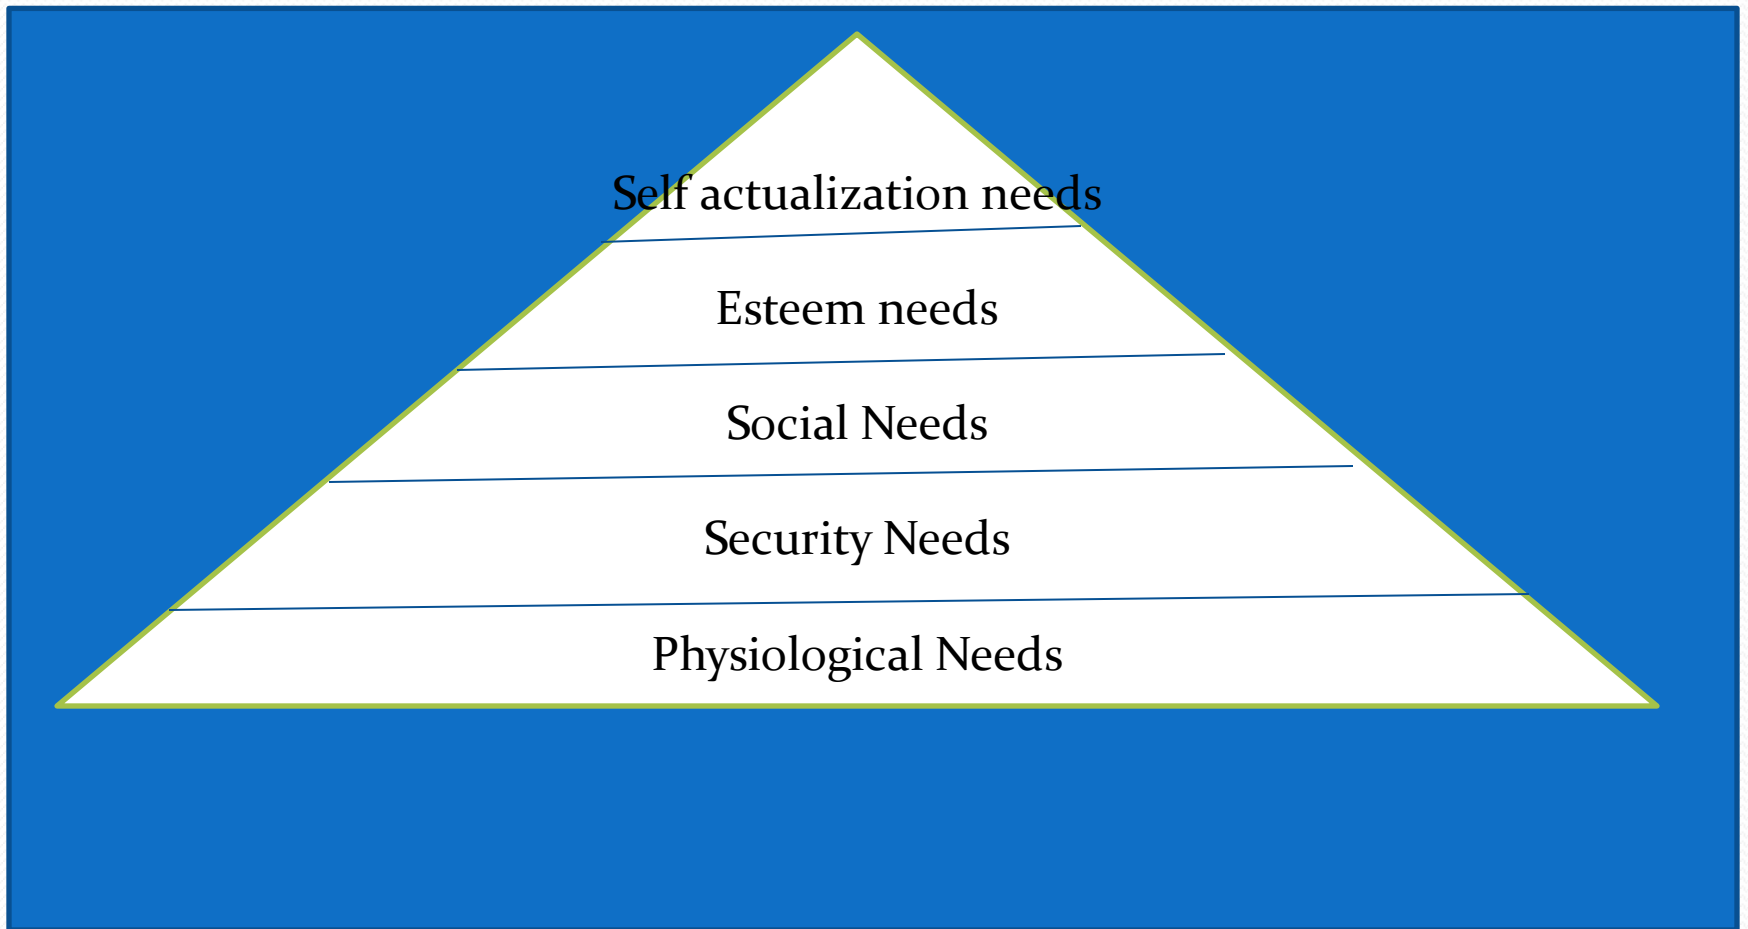 Self actualization needs
Esteem needs
Social Needs
Security Needs
Physiological Needs